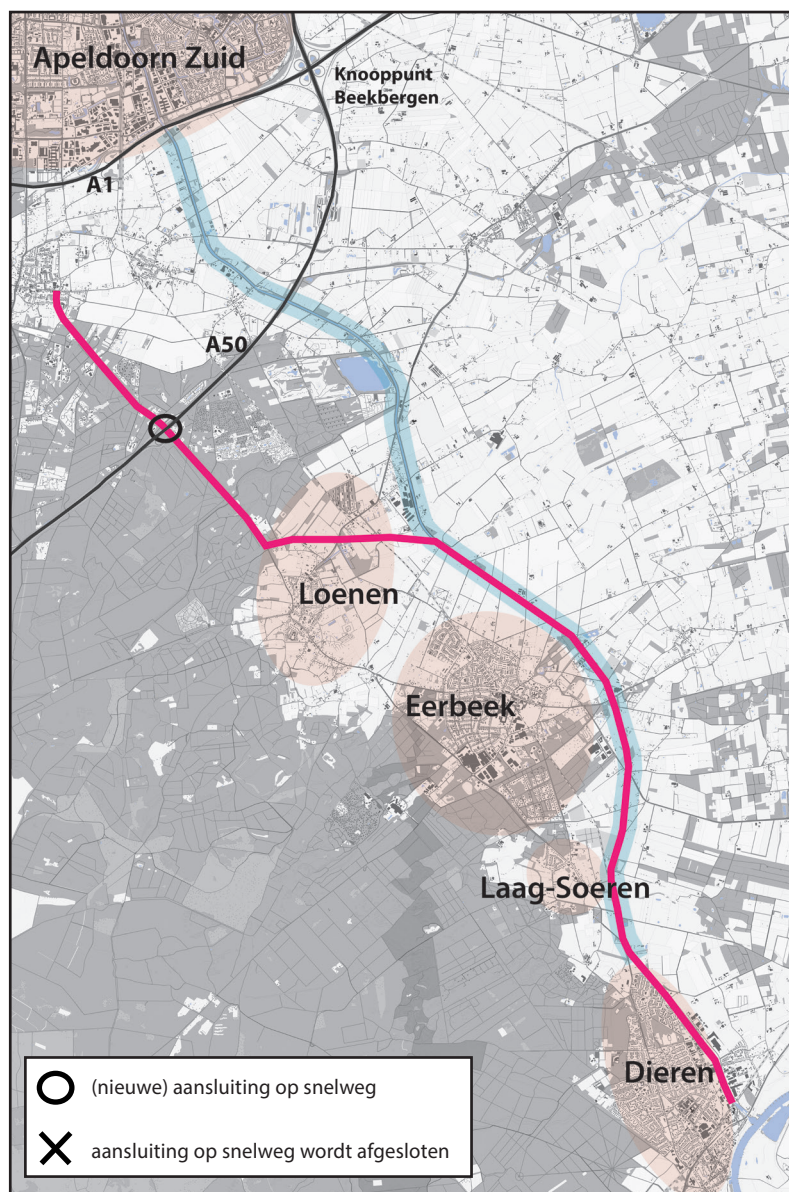 Apeldoorn Zuid
Knooppunt
Beekbergen
A1
A50
Loenen
Eerbeek
Laag-Soeren
Dieren
(nieuwe) aansluiting op snelweg
aansluiting op snelweg wordt afgesloten